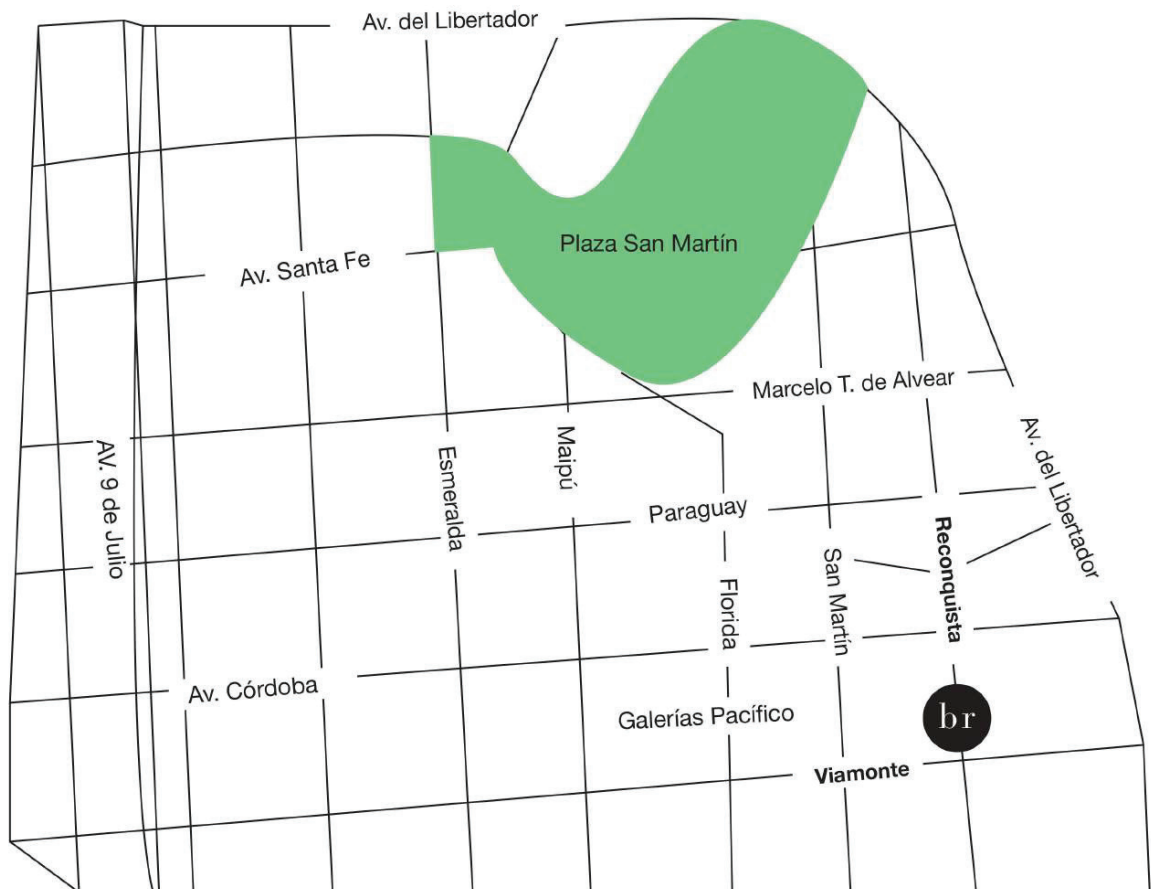 Av. del Libertador
Plaza San Martín
Av. Santa Fe
Marcelo T. de Alvear
AV. 9 de Julio
Esmeralda
Maipú
Av. del Libertador
Paraguay
Reconquista
San Martín
Florida
Av. Córdoba
Galerías Pacífico
br
Viamonte